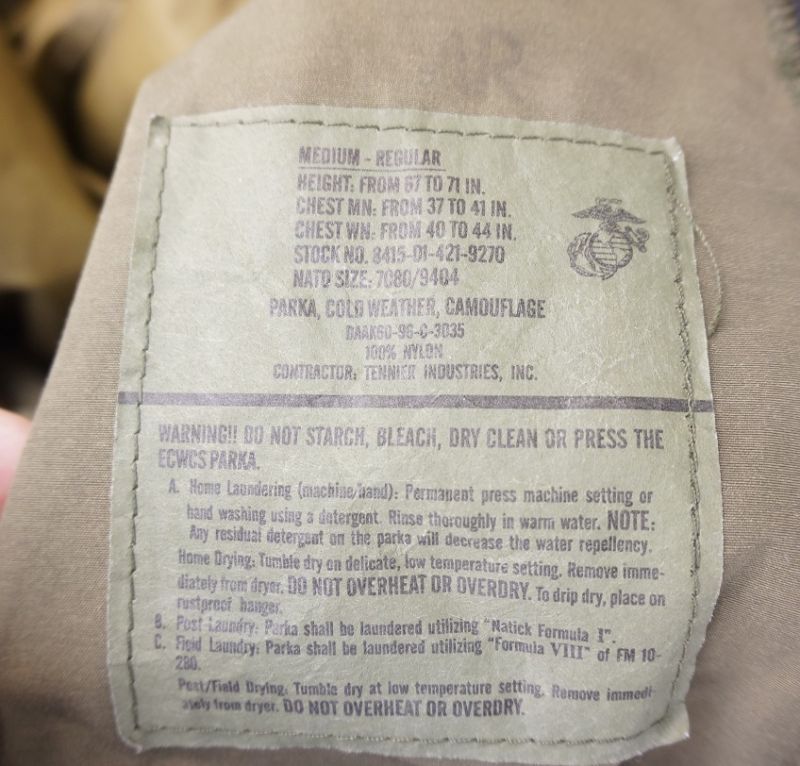 MR
MEDIUM - REGULAR
HEIGHT: FROM 67 TO 71 IN.
CHEST MN: FROM 37 TO 41 IN.
CHEST WN: FROM 40 TO 44 IN.
STOCK NO. 8415-01-421-9270
NATO SIZE: 7080/9404
PARKA, COLD WEATHER, CAMOUFLAGE
DAAK60-96-C-3035
100% NYLON
CONTRACTOR: TENNIER INDUSTRIES, INC.
WARNING!! DO NOT STARCH, BLEACH, DRY CLEAN OR PRESS THE
ECWCS PARKA.
A. Home Laundering (machine/hand): Permanent press machine setting or
hand washing using a detergent. Rinse thoroughly in warm water. NOTE:
Any residual detergent on the parka will decrease the water repellency.
Home Drying: Tumble dry on delicate, low temperature setting. Remove imme-
diately from dryer. DO NOT OVERHEAT OR OVERDRY. To drip dry, place on
rustproof hanger.
B. Post Laundry: Parka shall be laundered utilizing "Natick Formula I".
C. Field Laundry: Parka shall be laundered utilizing "Formula VIII" of FM 10-
280.
Post/Field Drying: Tumble dry at low temperature setting. Remove immedi-
ately from dryer. DO NOT OVERHEAT OR OVERDRY.